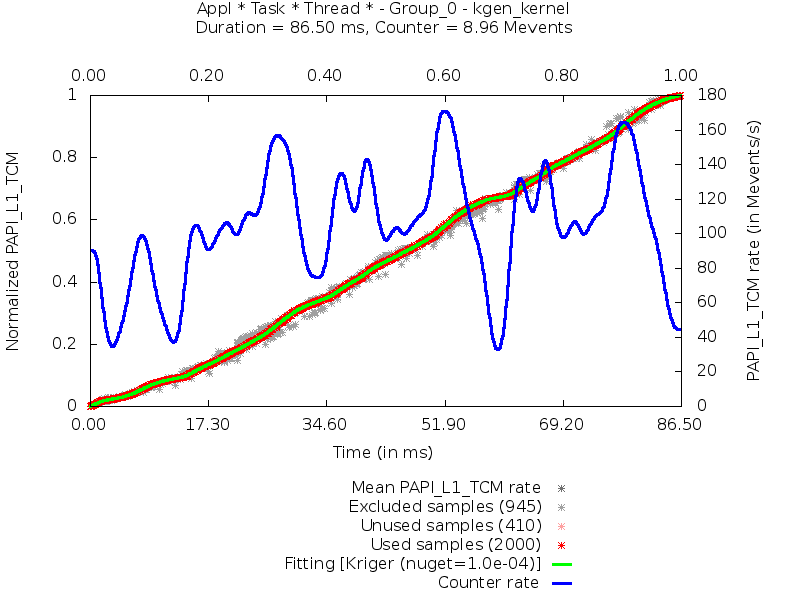 Appl * Task * Thread * - Group_0 - kgen_kernel
Duration = 86.50 ms, Counter = 8.96 Mevents
0.00 0.20 0.40 0.60 0.80 1.00
1 180
160
0.8 140
120
0.6 100
80
0.4 60
40
0.2 20
0 0
Normalized PAPI_L1_TCM
PAPI_L1_TCM rate (in Mevents/s)
0.00 17.30 34.60 51.90 69.20 86.50
Time (in ms)
Mean PAPI_L1_TCM rate
Excluded samples (945)
Unused samples (410)
Used samples (2000)
Fitting [Kriger (nuget=1.0e-04)]
Counter rate